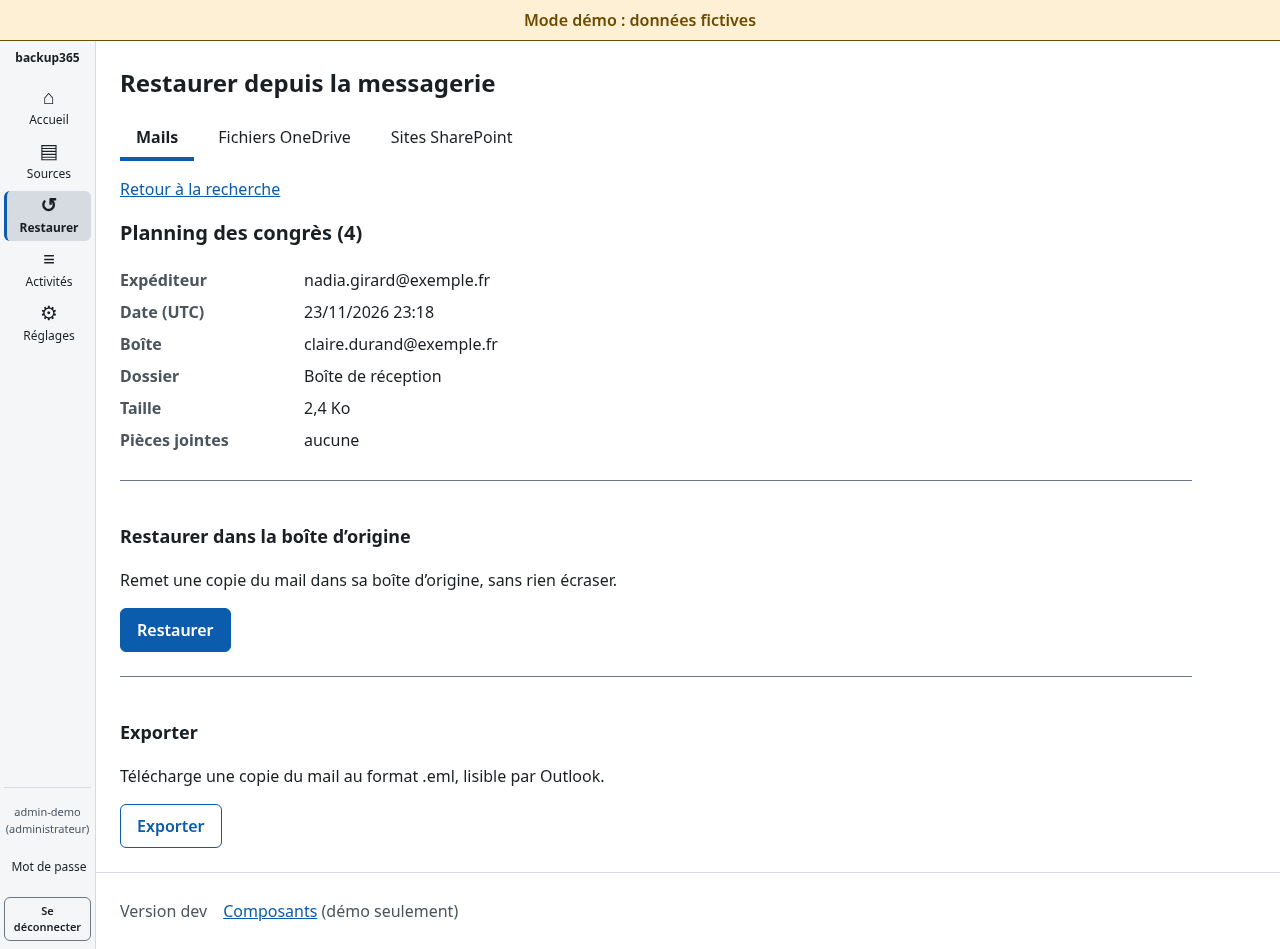 Mode démo : données fictives
backup365
Accueil
Sources
Restaurer
Activités
Réglages
admin-demo
(administrateur)
Mot de passe
Se
déconnecter
Restaurer depuis la messagerie
Mails
Fichiers OneDrive
Sites SharePoint
Retour à la recherche
Planning des congrès (4)
Expéditeur nadia.girard@exemple.fr
Date (UTC) 23/11/2026 23:18
Boîte claire.durand@exemple.fr
Dossier Boîte de réception
Taille 2,4 Ko
Pièces jointes aucune
Restaurer dans la boîte d’origine
Remet une copie du mail dans sa boîte d’origine, sans rien écraser.
Restaurer
Exporter
Télécharge une copie du mail au format .eml, lisible par Outlook.
Exporter
Version dev Composants (démo seulement)